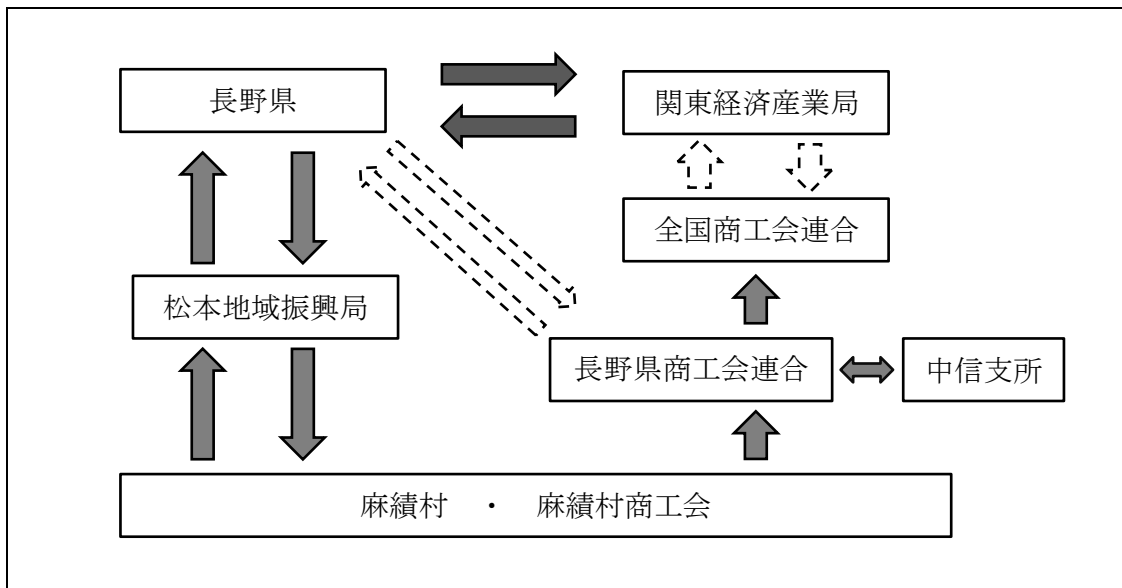 長野県
関東経済産業局
全国商工会連合
松本地域振興局
長野県商工会連合
中信支所
麻績村 ・ 麻績村商工会